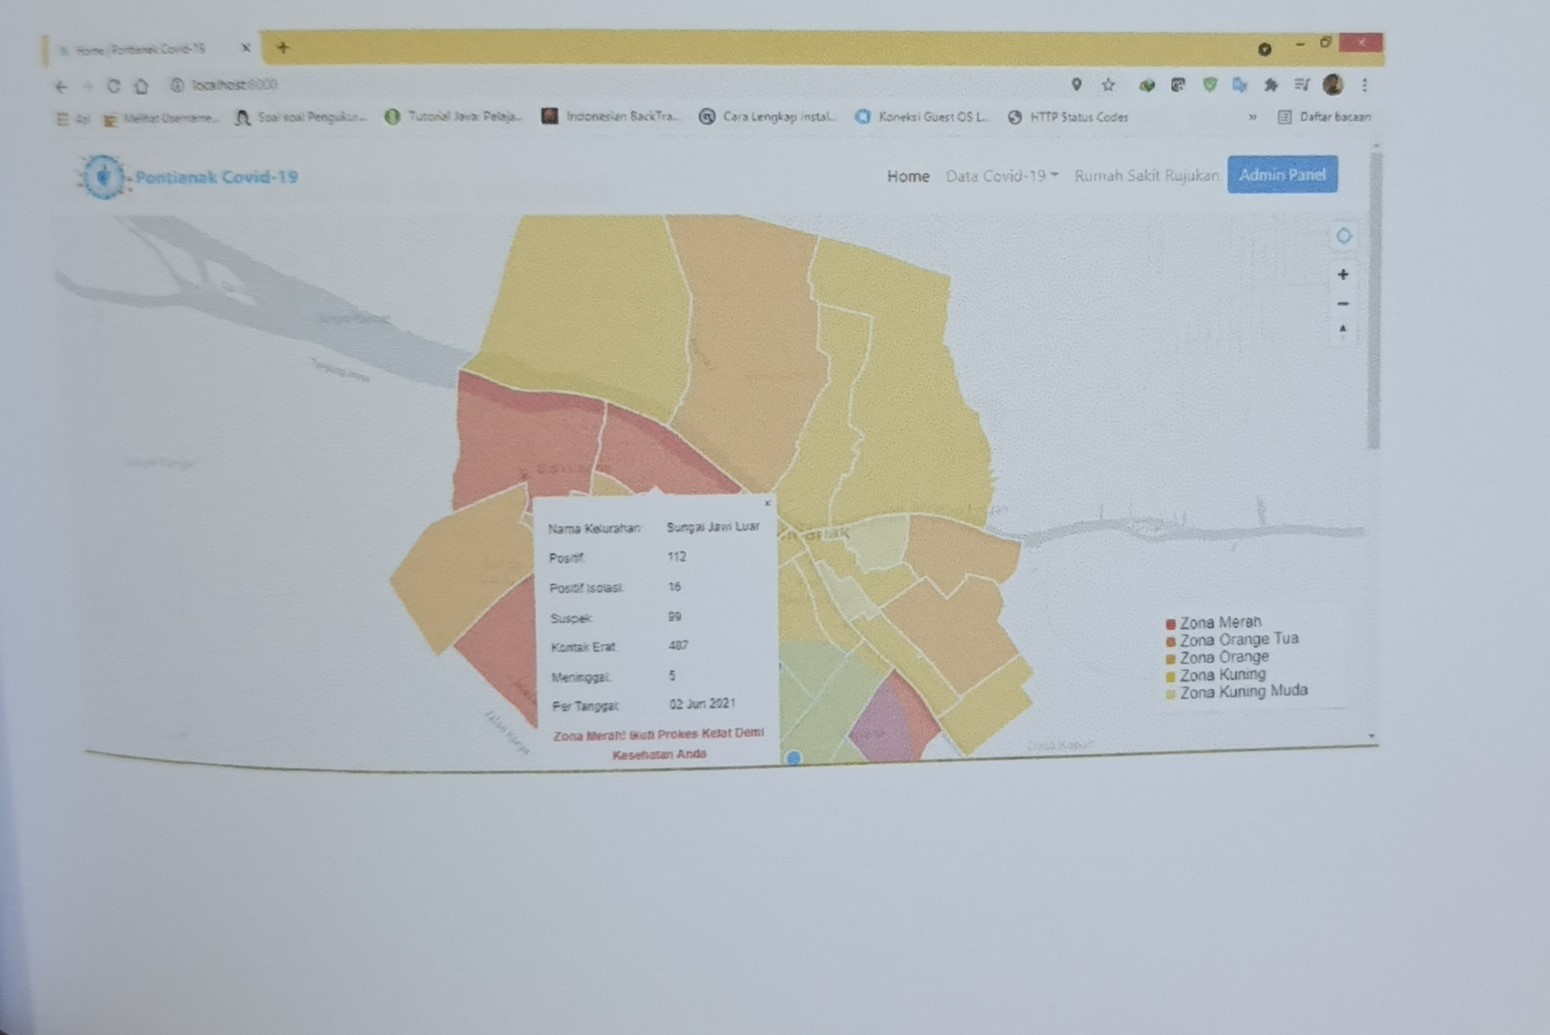 Home | Pontianak Covid-19
localhost:8000
Api Melihat Username... Soal soal Pengukur... Tutorial Java: Pelaja... Indonesian BackTra... Cara Lengkap Instal... Koneksi Guest OS L... HTTP Status Codes » Daftar bacaan
Pontianak Covid-19 Home Data Covid-19 Rumah Sakit Rujukan Admin Panel
+
−
Nama Kelurahan: Sungai Jawi Luar
Positif: 112
Positif Isolasi: 16
Suspek: 99
Kontak Erat: 487
Meninggal: 5
Per Tanggal: 02 Jun 2021
Zona Merah! Ikuti Prokes Ketat Demi
Kesehatan Anda
Zona Merah
Zona Orange Tua
Zona Orange
Zona Kuning
Zona Kuning Muda